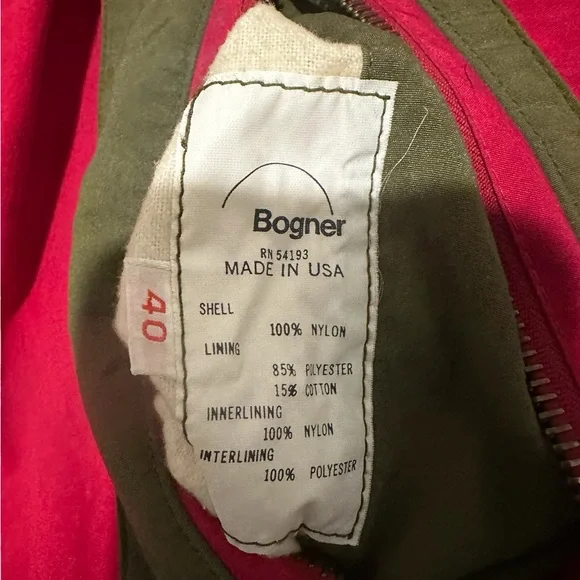 Bogner
RN 54193
MADE IN USA
SHELL
100% NYLON
LINING
85% POLYESTER
15% COTTON
INNERLINING
100% NYLON
INTERLINING
100% POLYESTER
40